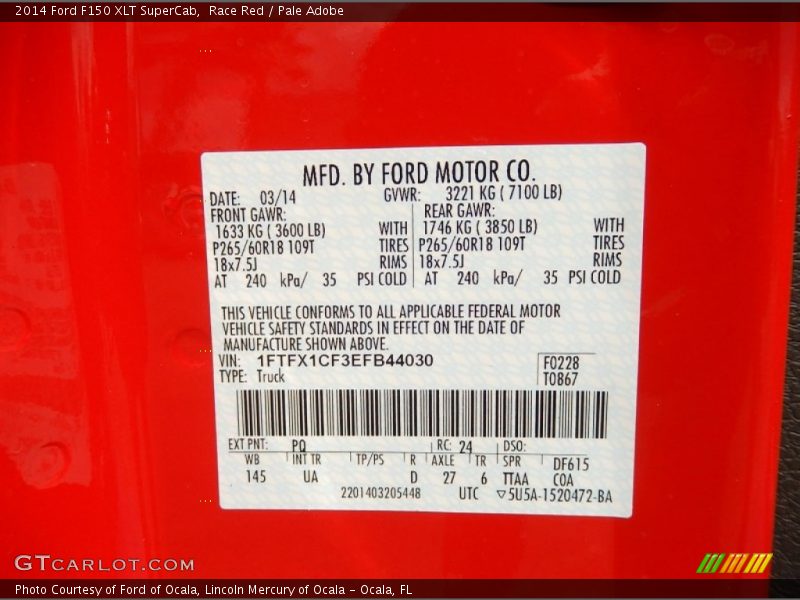 2014 Ford F150 XLT SuperCab, Race Red / Pale Adobe
MFD. BY FORD MOTOR CO.
DATE: 03/14 GVWR: 3221 KG ( 7100 LB)
FRONT GAWR: REAR GAWR:
1633 KG ( 3600 LB) WITH 1746 KG ( 3850 LB) WITH
P265/60R18 109T TIRES P265/60R18 109T TIRES
18x7.5J RIMS 18x7.5J RIMS
AT 240 kPa/ 35 PSI COLD AT 240 kPa/ 35 PSI COLD
THIS VEHICLE CONFORMS TO ALL APPLICABLE FEDERAL MOTOR
VEHICLE SAFETY STANDARDS IN EFFECT ON THE DATE OF
MANUFACTURE SHOWN ABOVE.
VIN: 1FTFX1CF3EFB44030 F0228
TYPE: Truck T0867
EXT PNT: PQ RC: 24 DSO:
WB INT TR TP/PS R AXLE TR SPR DF615
145 UA D 27 6 TTAA COA
2201403205448 UTC ▽5U5A-1520472-BA
GTCARLOT.COM
Photo Courtesy of Ford of Ocala, Lincoln Mercury of Ocala - Ocala, FL